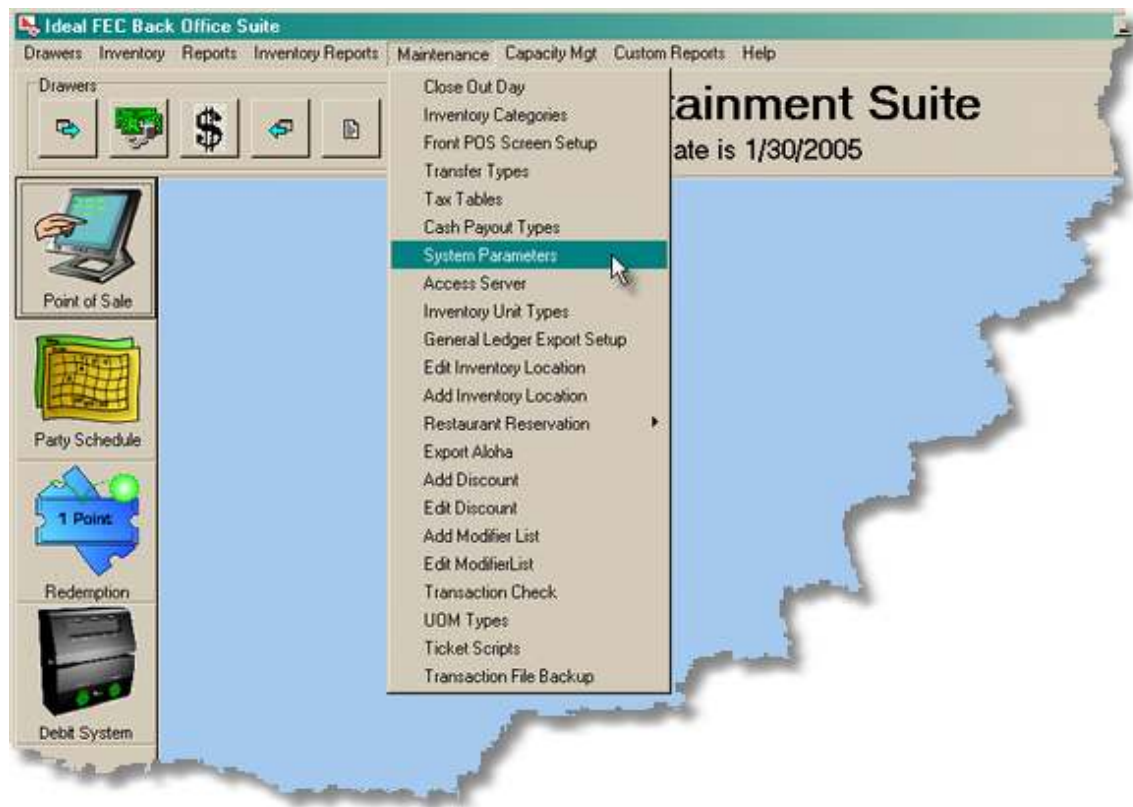 Ideal FEC Back Office Suite
Drawers Inventory Reports Inventory Reports Maintenance Capacity Mgt Custom Reports Help
Drawers
tainment Suite
ate is 1/30/2005
Close Out Day
Inventory Categories
Front POS Screen Setup
Transfer Types
Tax Tables
Cash Payout Types
System Parameters
Access Server
Inventory Unit Types
General Ledger Export Setup
Edit Inventory Location
Add Inventory Location
Restaurant Reservation
Export Aloha
Add Discount
Edit Discount
Add Modifier List
Edit ModifierList
Transaction Check
UOM Types
Ticket Scripts
Transaction File Backup
Point of Sale
Party Schedule
1 Point
Redemption
Debit System